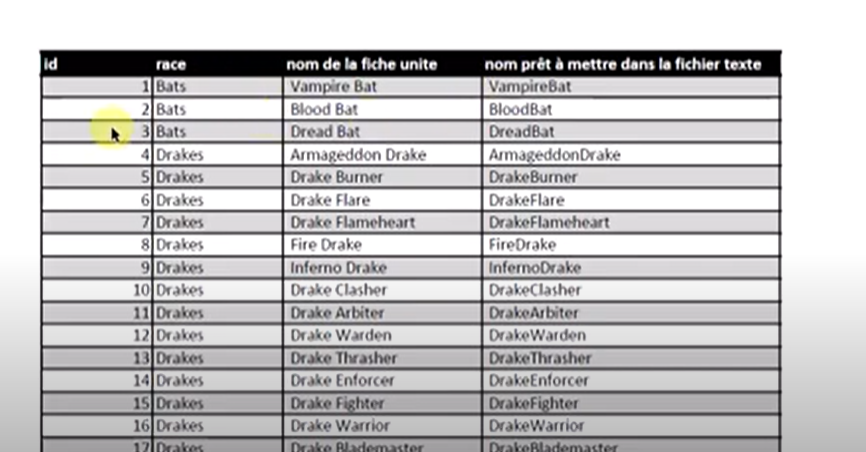 id race nom de la fiche unite nom prêt à mettre dans la fichier texte
1 Bats Vampire Bat VampireBat
2 Bats Blood Bat BloodBat
3 Bats Dread Bat DreadBat
4 Drakes Armageddon Drake ArmageddonDrake
5 Drakes Drake Burner DrakeBurner
6 Drakes Drake Flare DrakeFlare
7 Drakes Drake Flameheart DrakeFlameheart
8 Drakes Fire Drake FireDrake
9 Drakes Inferno Drake InfernoDrake
10 Drakes Drake Clasher DrakeClasher
11 Drakes Drake Arbiter DrakeArbiter
12 Drakes Drake Warden DrakeWarden
13 Drakes Drake Thrasher DrakeThrasher
14 Drakes Drake Enforcer DrakeEnforcer
15 Drakes Drake Fighter DrakeFighter
16 Drakes Drake Warrior DrakeWarrior
17 Drakes Drake Blademaster DrakeBlademaster